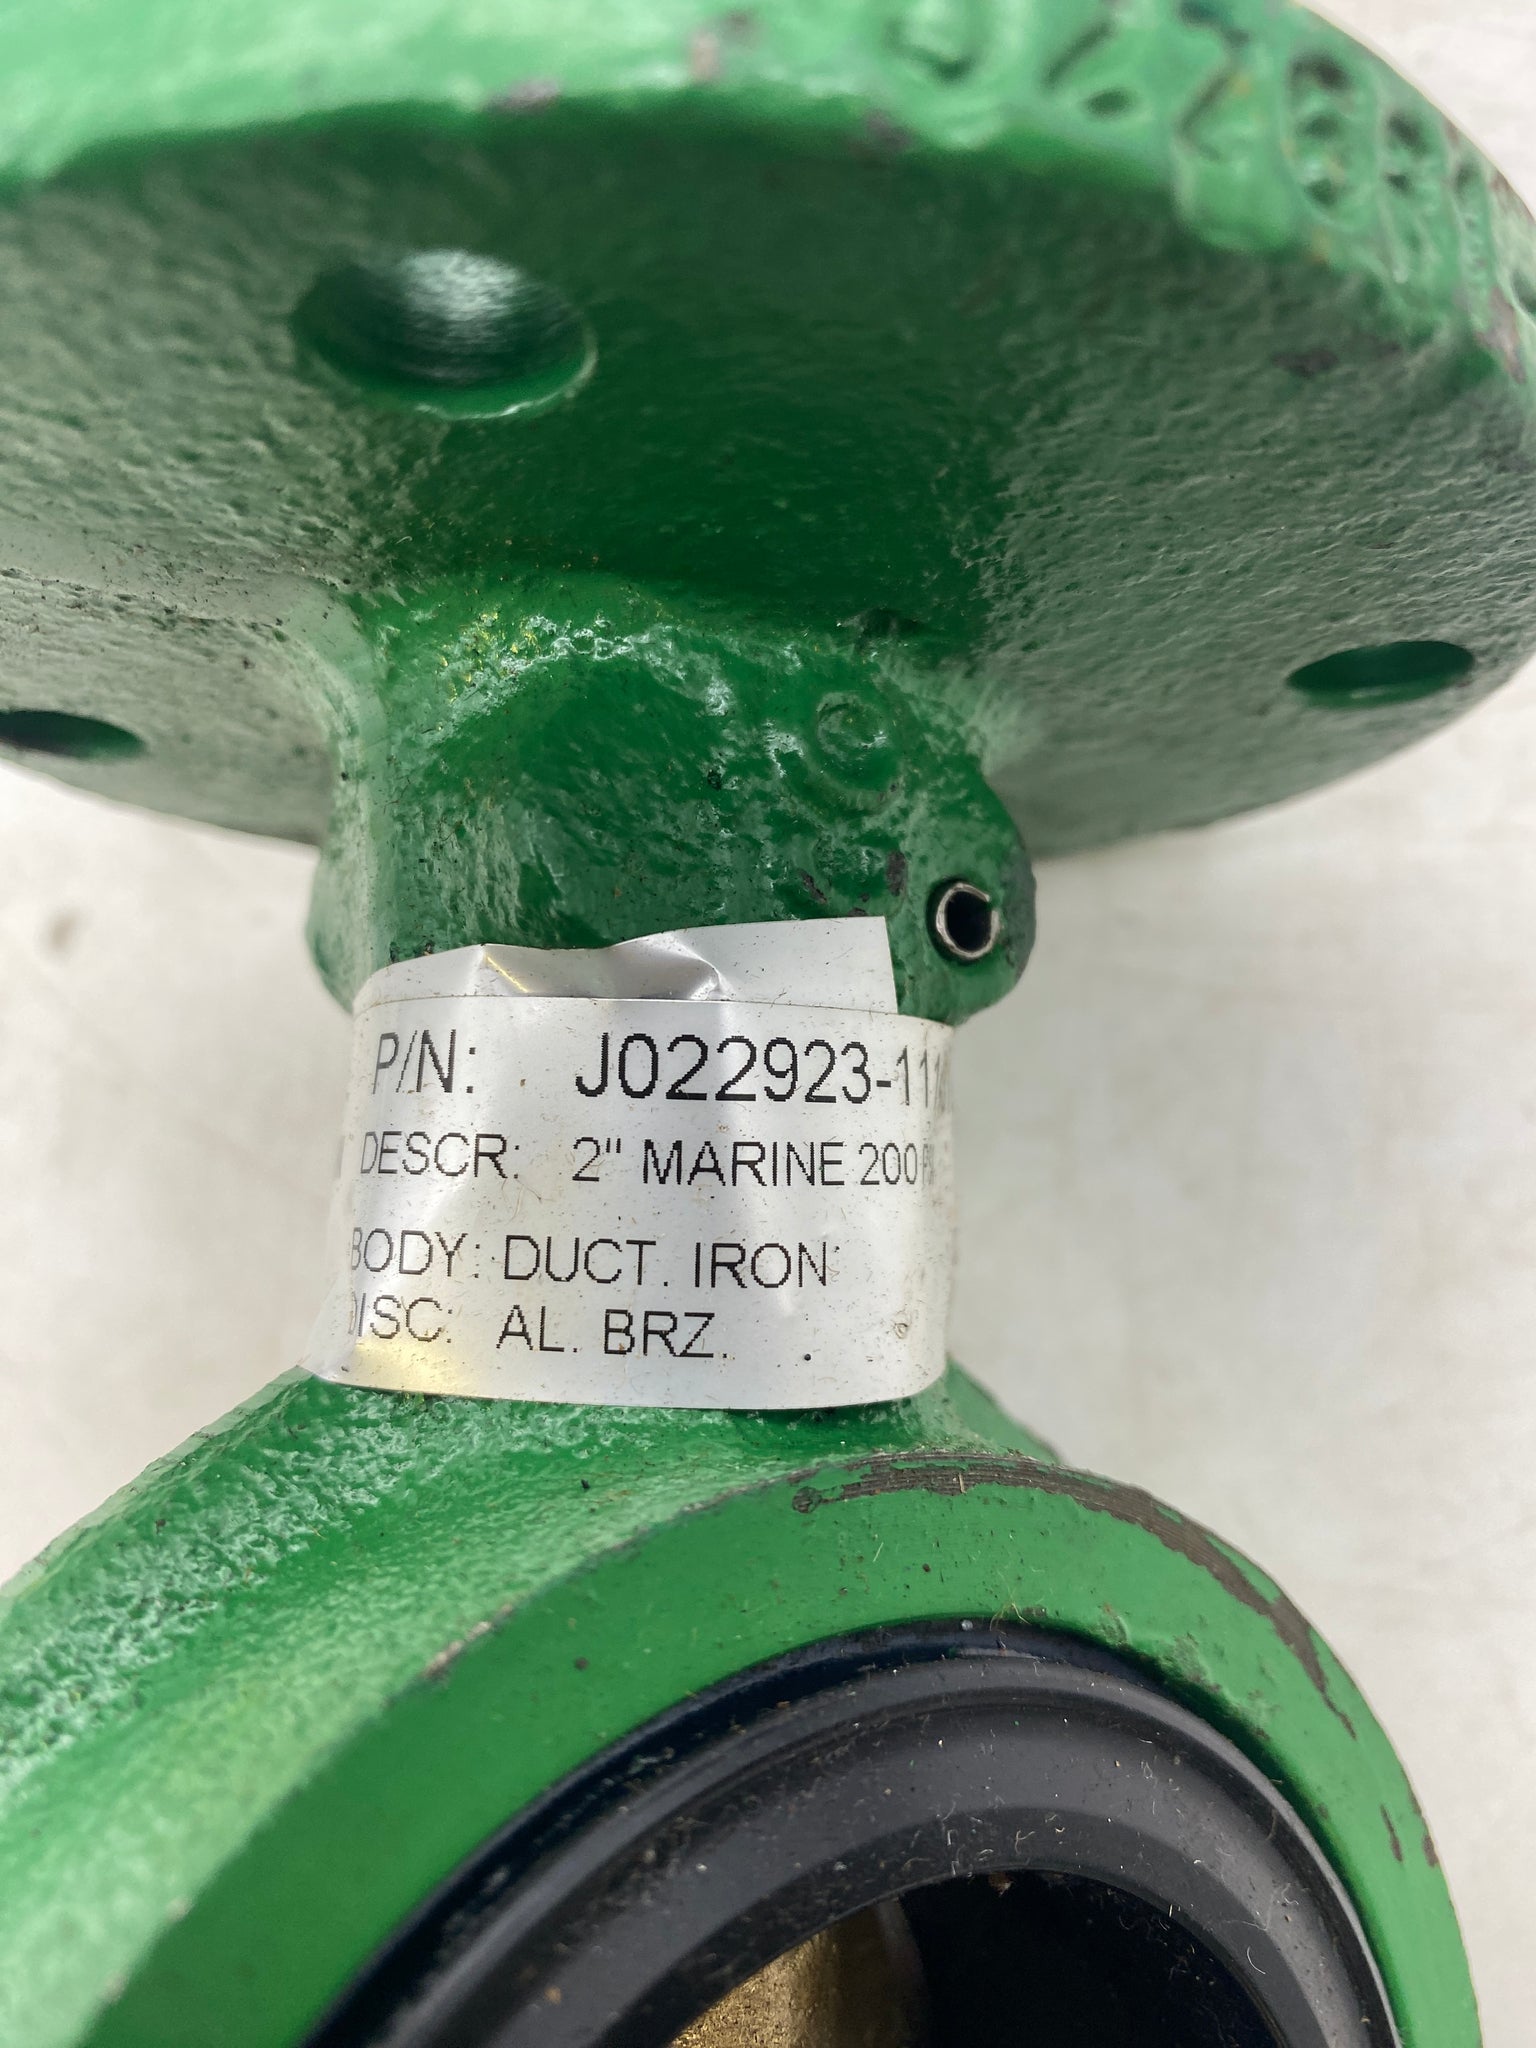 P/N: J022923-11
DESCR: 2" MARINE 200
BODY: DUCT. IRON
DISC: AL. BRZ.